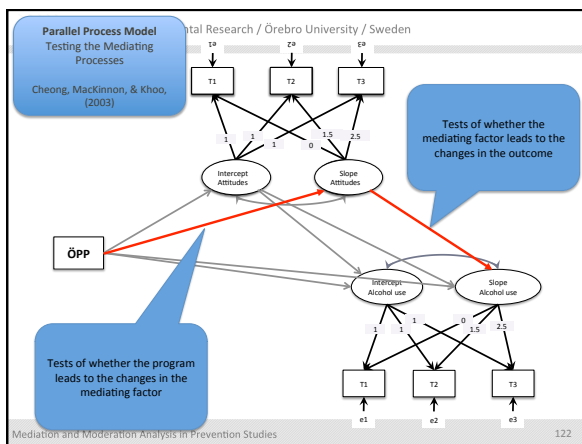 Parallel Process Model
Testing the Mediating
Processes
Cheong, MacKinnon, & Khoo,
(2003)
ntal Research / Örebro University / Sweden
e1 e2 e3
T1 T2 T3
1 1 1 0 1.5 2.5
Tests of whether the
mediating factor leads to the
changes in the outcome
Intercept
Attitudes
Slope
Attitudes
ÖPP
Intercept
Alcohol use
Slope
Alcohol use
1 1 1 0 1.5 2.5
Tests of whether the program
leads to the changes in the
mediating factor
T1 T2 T3
e1 e2 e3
Mediation and Moderation Analysis in Prevention Studies
122